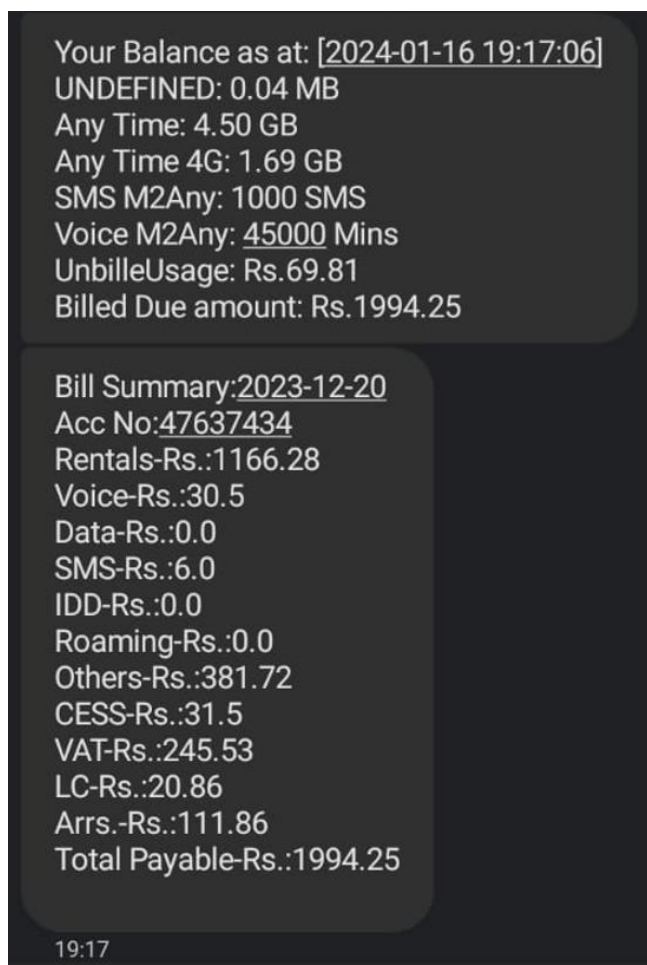 Your Balance as at: [2024-01-16 19:17:06]
UNDEFINED: 0.04 MB
Any Time: 4.50 GB
Any Time 4G: 1.69 GB
SMS M2Any: 1000 SMS
Voice M2Any: 45000 Mins
UnbilleUsage: Rs.69.81
Billed Due amount: Rs.1994.25
Bill Summary:2023-12-20
Acc No:47637434
Rentals-Rs.:1166.28
Voice-Rs.:30.5
Data-Rs.:0.0
SMS-Rs.:6.0
IDD-Rs.:0.0
Roaming-Rs.:0.0
Others-Rs.:381.72
CESS-Rs.:31.5
VAT-Rs.:245.53
LC-Rs.:20.86
Arrs.-Rs.:111.86
Total Payable-Rs.:1994.25
19:17